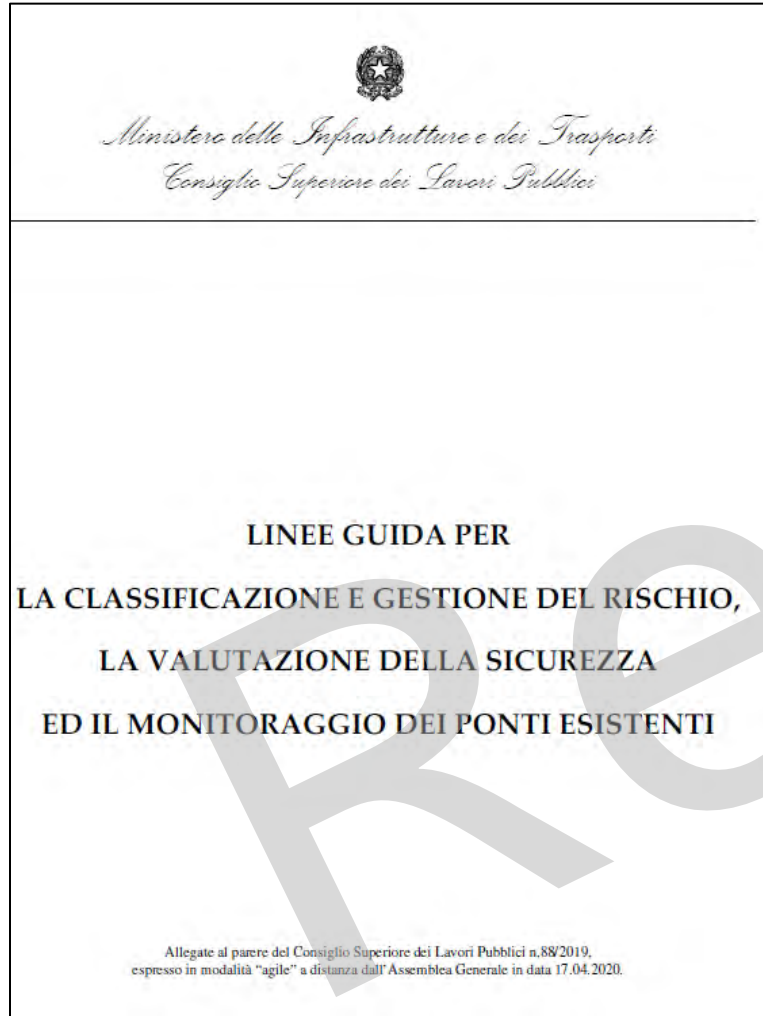 Ministero delle Infrastrutture e dei Trasporti
Consiglio Superiore dei Lavori Pubblici
LINEE GUIDA PER
LA CLASSIFICAZIONE E GESTIONE DEL RISCHIO,
LA VALUTAZIONE DELLA SICUREZZA
ED IL MONITORAGGIO DEI PONTI ESISTENTI
Re
Allegate al parere del Consiglio Superiore dei Lavori Pubblici n.88/2019,
espresso in modalità “agile” a distanza dall’Assemblea Generale in data 17.04.2020.